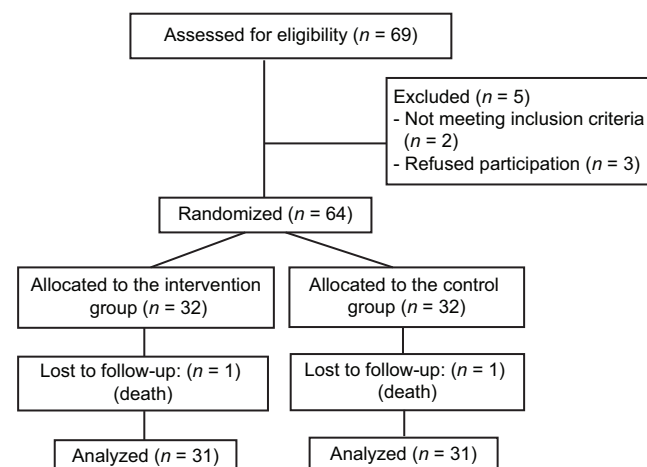 Assessed for eligibility (n = 69)
Excluded (n = 5)
- Not meeting inclusion criteria
(n = 2)
- Refused participation (n = 3)
Randomized (n = 64)
Allocated to the intervention
group (n = 32)
Allocated to the control
group (n = 32)
Lost to follow-up: (n = 1)
(death)
Lost to follow-up: (n = 1)
(death)
Analyzed (n = 31)
Analyzed (n = 31)